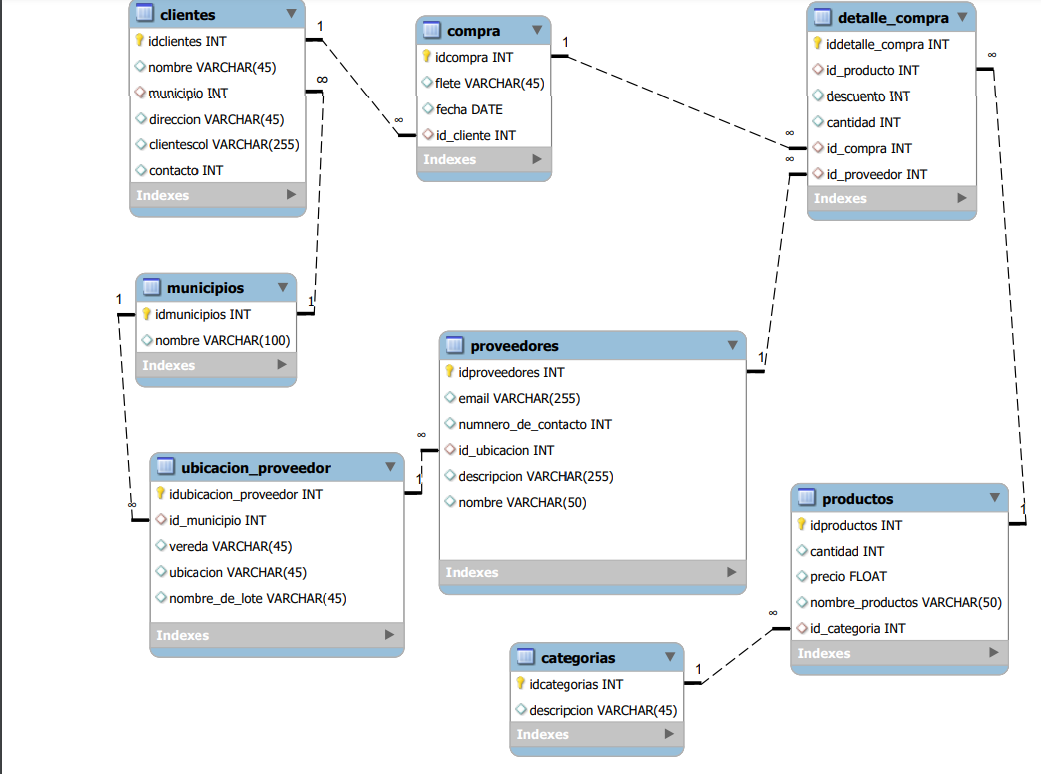 clientes
idclientes INT
nombre VARCHAR(45)
municipio INT
direccion VARCHAR(45)
clientescol VARCHAR(255)
contacto INT
Indexes
1
∞
∞
compra
idcompra INT
flete VARCHAR(45)
fecha DATE
id_cliente INT
Indexes
1
∞
∞
detalle_compra
iddetalle_compra INT
id_producto INT
descuento INT
cantidad INT
id_compra INT
id_proveedor INT
Indexes
∞
municipios
idmunicipios INT
nombre VARCHAR(100)
Indexes
1
1
proveedores
idproveedores INT
email VARCHAR(255)
numnero_de_contacto INT
id_ubicacion INT
descripcion VARCHAR(255)
nombre VARCHAR(50)
Indexes
1
∞
ubicacion_proveedor
idubicacion_proveedor INT
id_municipio INT
vereda VARCHAR(45)
ubicacion VARCHAR(45)
nombre_de_lote VARCHAR(45)
Indexes
1
∞
productos
idproductos INT
cantidad INT
precio FLOAT
nombre_productos VARCHAR(50)
id_categoria INT
Indexes
1
∞
categorias
idcategorias INT
descripcion VARCHAR(45)
Indexes
1